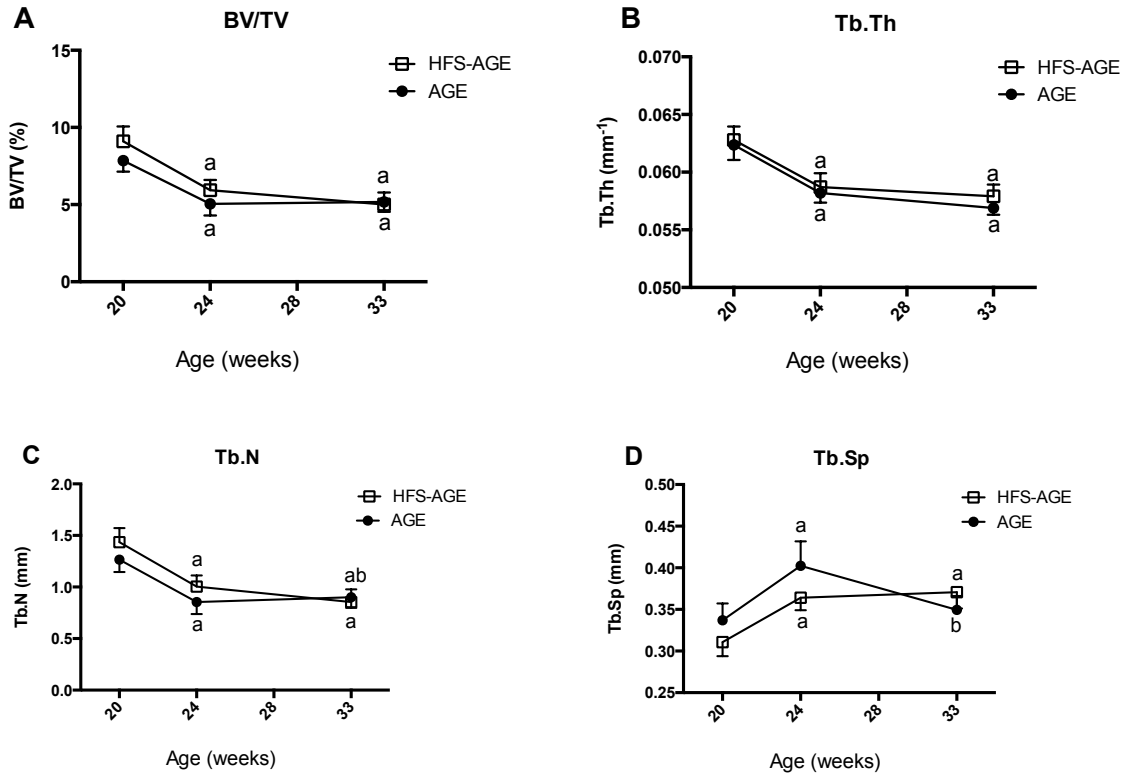 A
BV/TV
15
10
5
0
BV/TV (%)
HFS-AGE
AGE
a
a
a
a
20
24
28
33
Age (weeks)
B
Tb.Th
0.070
0.065
0.060
0.055
0.050
Tb.Th (mm⁻¹)
HFS-AGE
AGE
a
a
a
a
20
24
28
33
Age (weeks)
C
Tb.N
2.0
1.5
1.0
0.5
0.0
Tb.N (mm)
HFS-AGE
AGE
a
ab
a
a
20
24
28
33
Age (weeks)
D
Tb.Sp
0.50
0.45
0.40
0.35
0.30
0.25
Tb.Sp (mm)
HFS-AGE
AGE
a
a
a
b
20
24
28
33
Age (weeks)